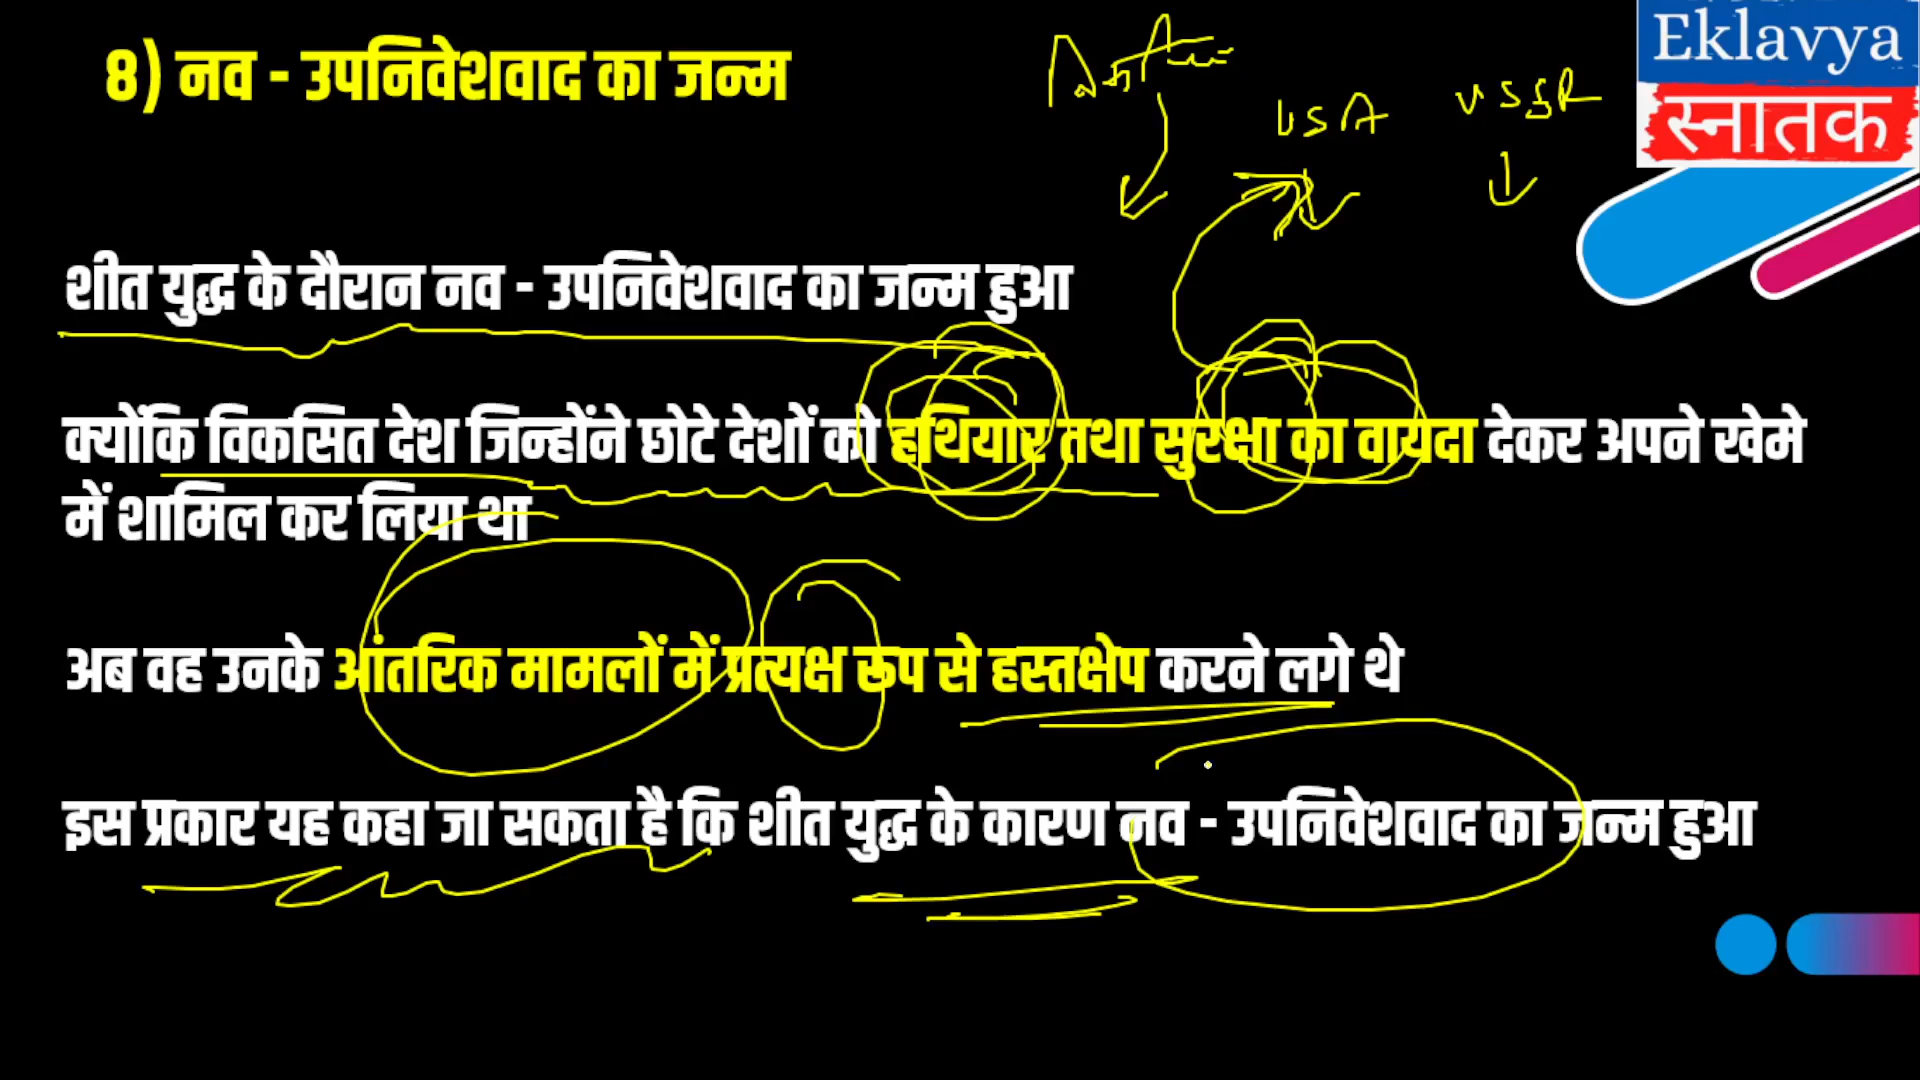 8) नव - उपनिवेशवाद का जन्म
USA
USSR
Eklavya
स्नातक
शीत युद्ध के दौरान नव - उपनिवेशवाद का जन्म हुआ
क्योंकि विकसित देश जिन्होंने छोटे देशों को हथियार तथा सुरक्षा का वायदा देकर अपने खेमे
में शामिल कर लिया था
अब वह उनके आंतरिक मामलों में प्रत्यक्ष रूप से हस्तक्षेप करने लगे थे
इस प्रकार यह कहा जा सकता है कि शीत युद्ध के कारण नव - उपनिवेशवाद का जन्म हुआ